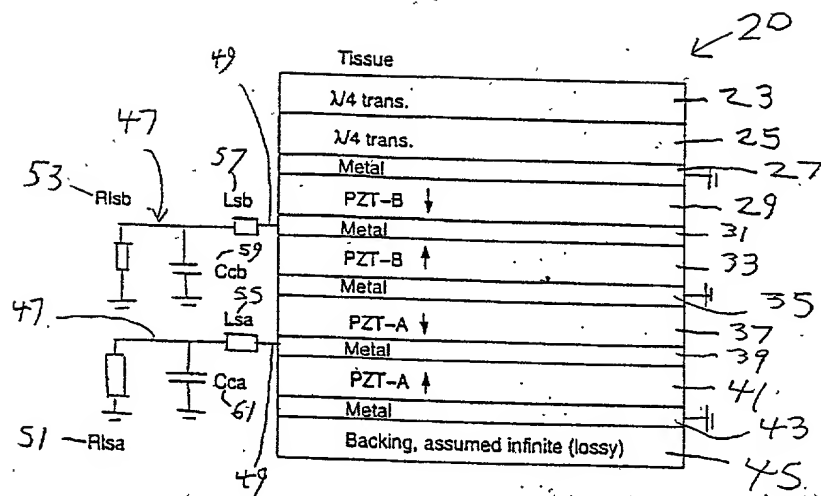 20
49
Tissue
λ/4 trans.
23
47
λ/4 trans.
25
57
Metal
27
53
Rlsb
Lsb
PZT-B
29
Metal
31
59
Ccb
PZT-B
33
55
Metal
35
47
Lsa
PZT-A
37
Metal
39
Cca
PZT-A
41
61
Metal
43
51
Rlsa
Backing, assumed infinite (lossy)
49
45